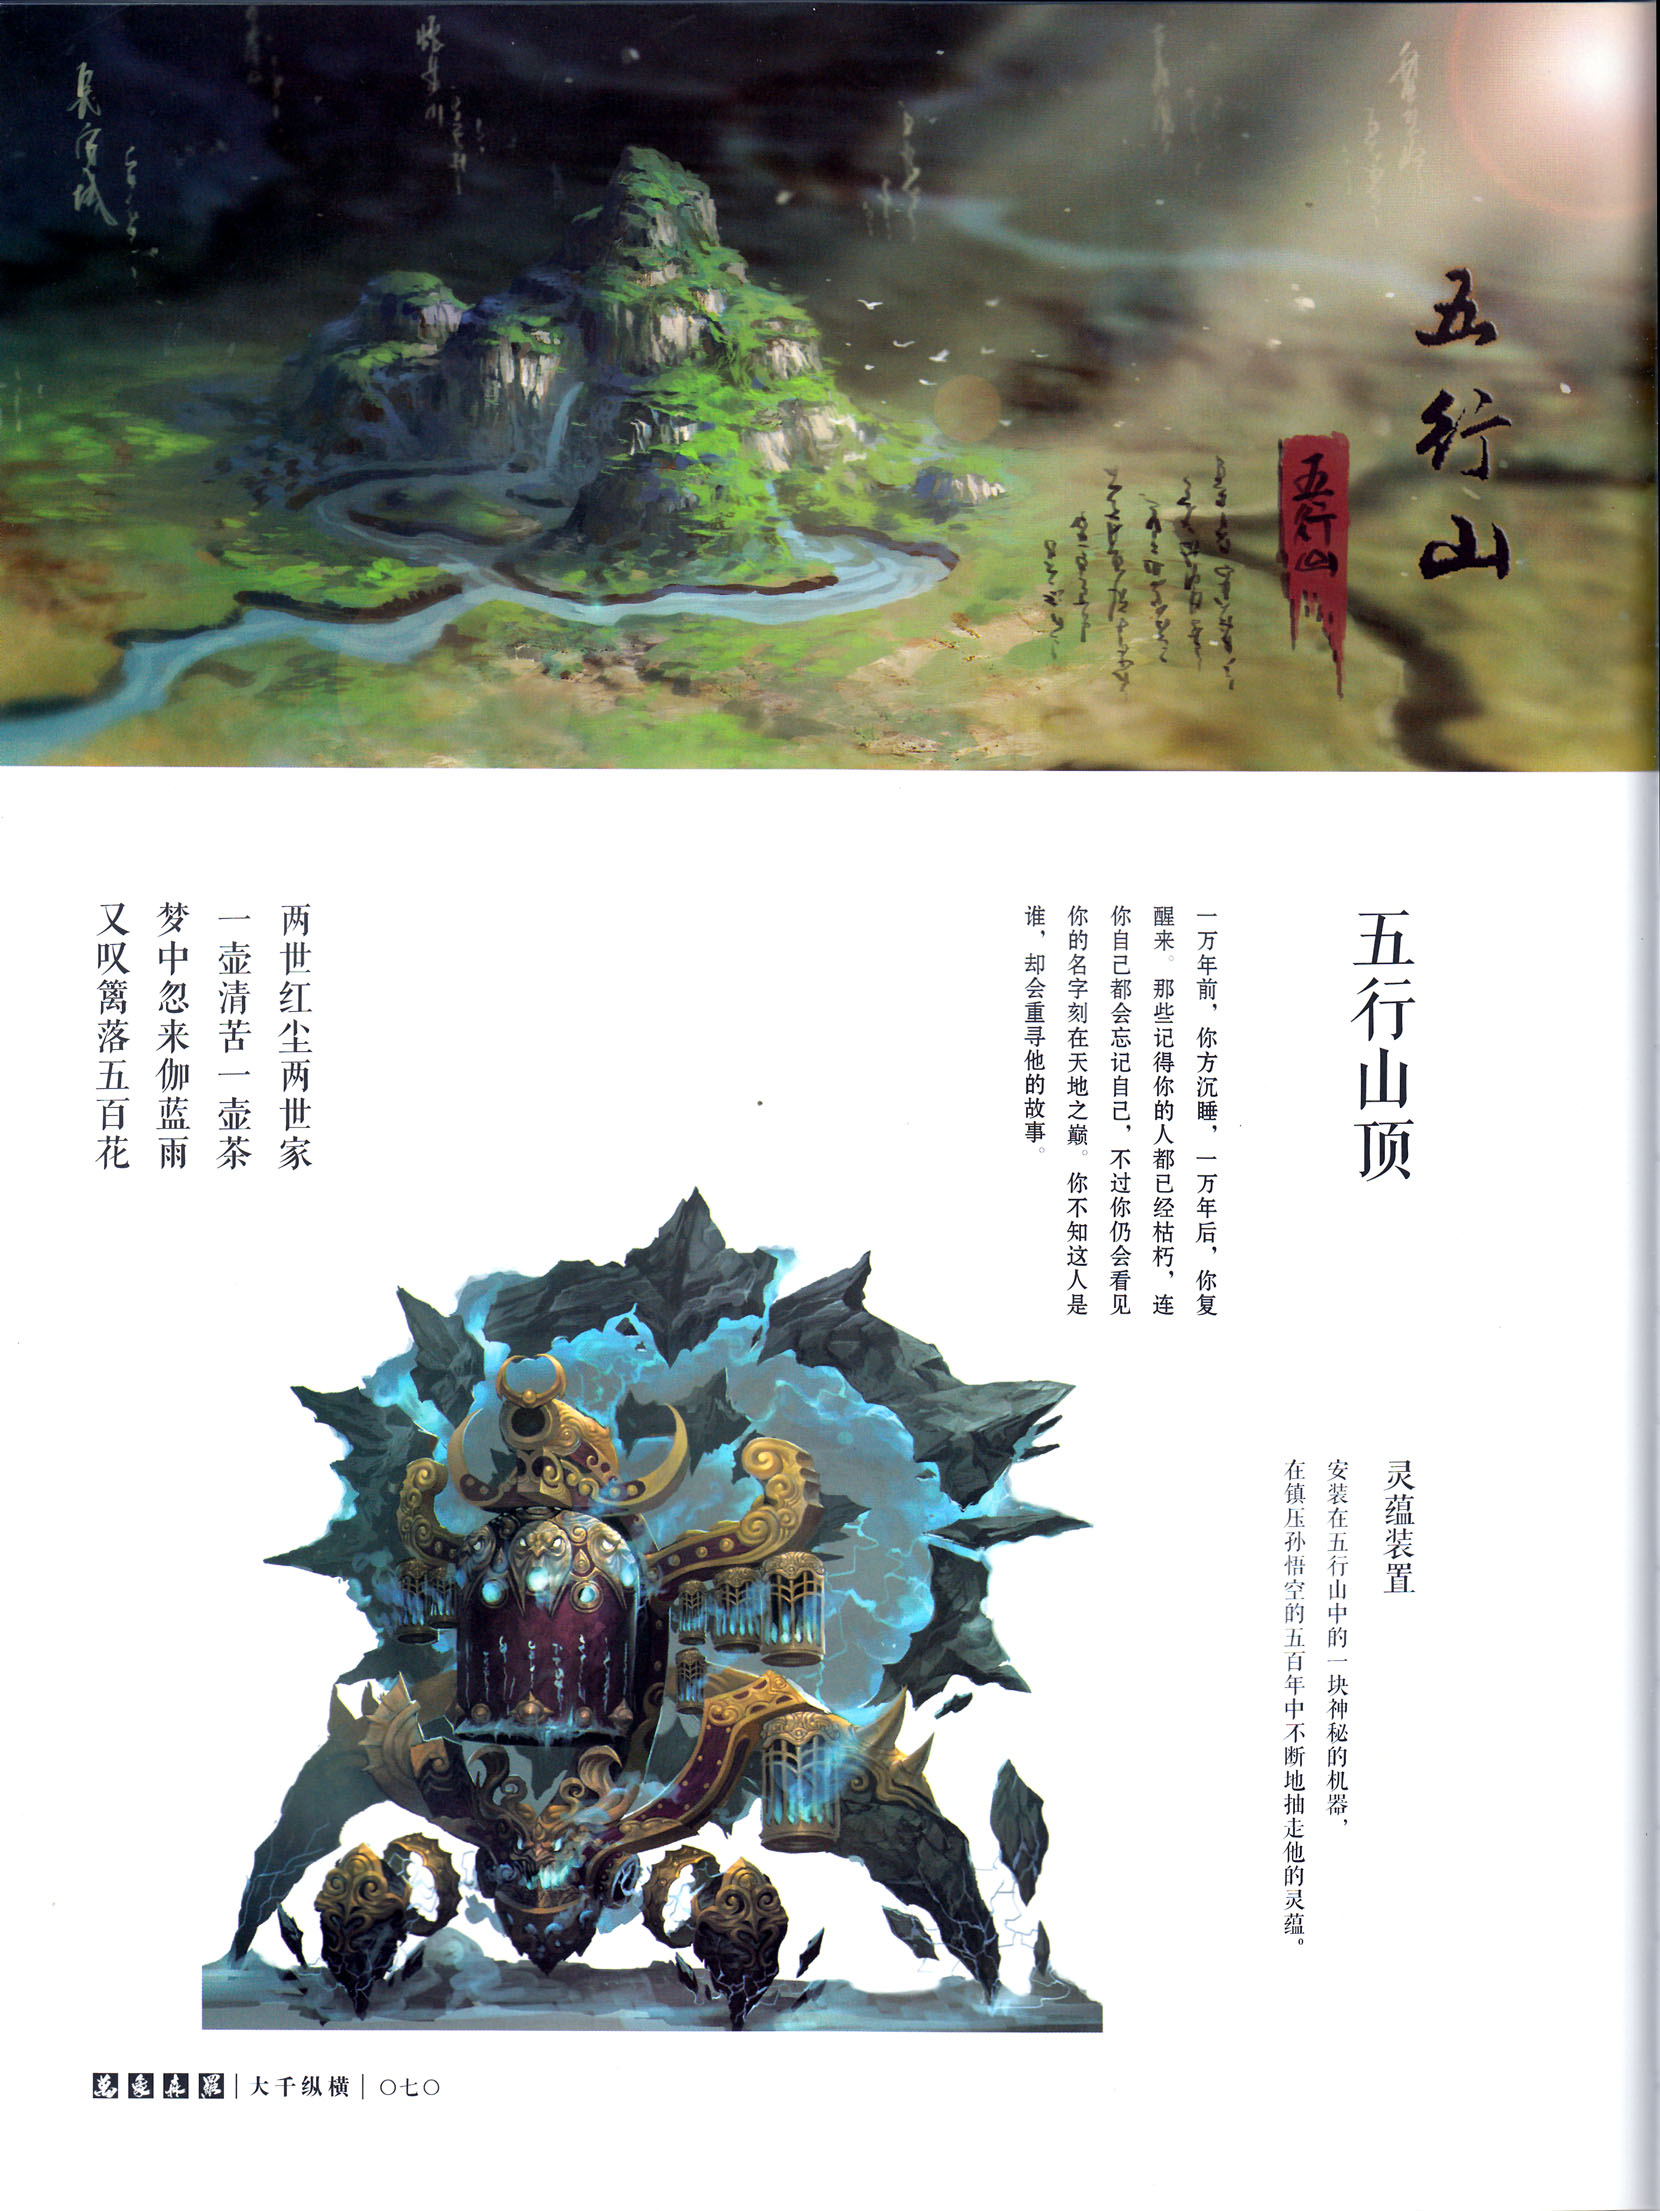 五行山
五行山
长宿城
五行山顶
一万年前，你方沉睡，一万年后，你复
醒来。那些记得你的人都已经枯朽，连
你自己都会忘记自己，不过你仍会看见
你的名字刻在天地之巅。你不知这人是
谁，却会重寻他的故事。
两世红尘两世家
一壶清苦一壶茶
梦中忽来伽蓝雨
又叹篱落五百花
灵蕴装置
安装在五行山中的一块神秘的机器，
在镇压孙悟空的五百年中不断地抽走他的灵蕴。
萬象森羅｜大千纵横｜〇七〇